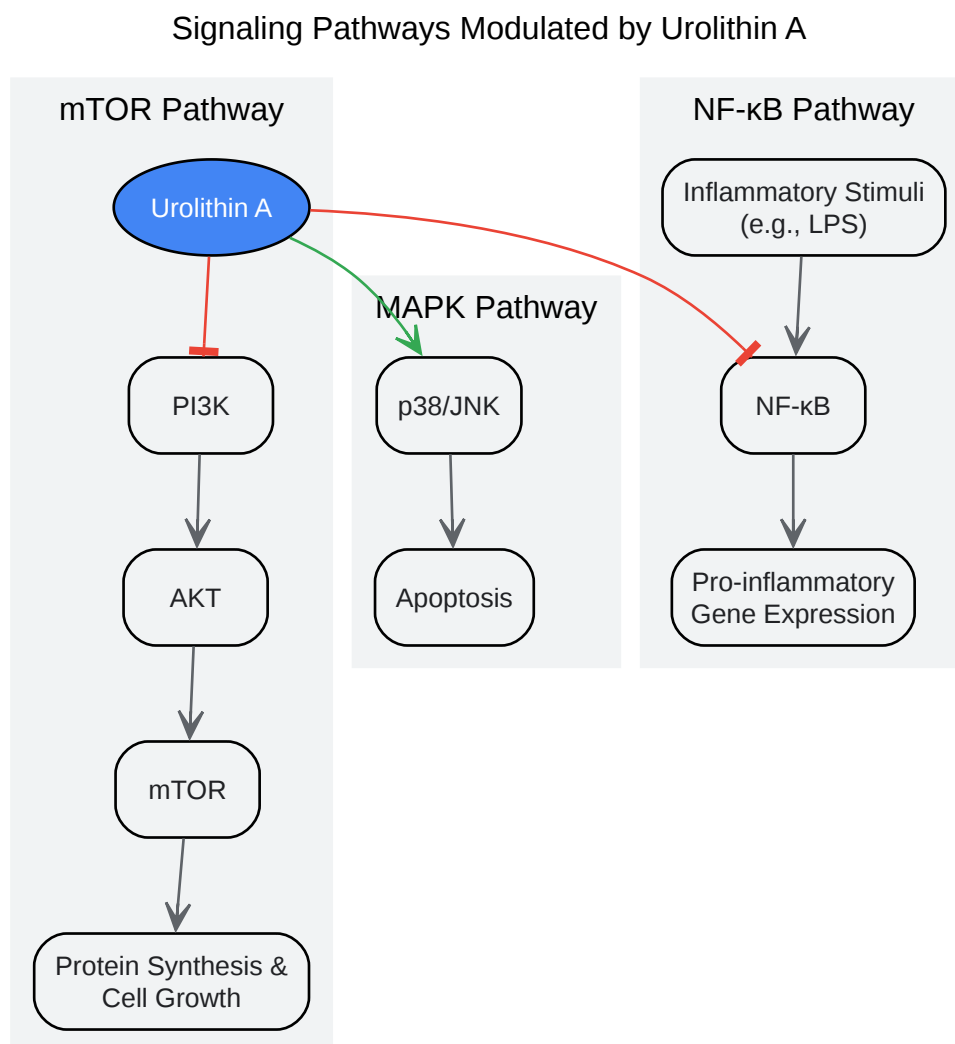 Signaling Pathways Modulated by Urolithin A
mTOR Pathway
Urolithin A
PI3K
AKT
mTOR
Protein Synthesis &
Cell Growth
MAPK Pathway
p38/JNK
Apoptosis
NF-κB Pathway
Inflammatory Stimuli
(e.g., LPS)
NF-κB
Pro-inflammatory
Gene Expression